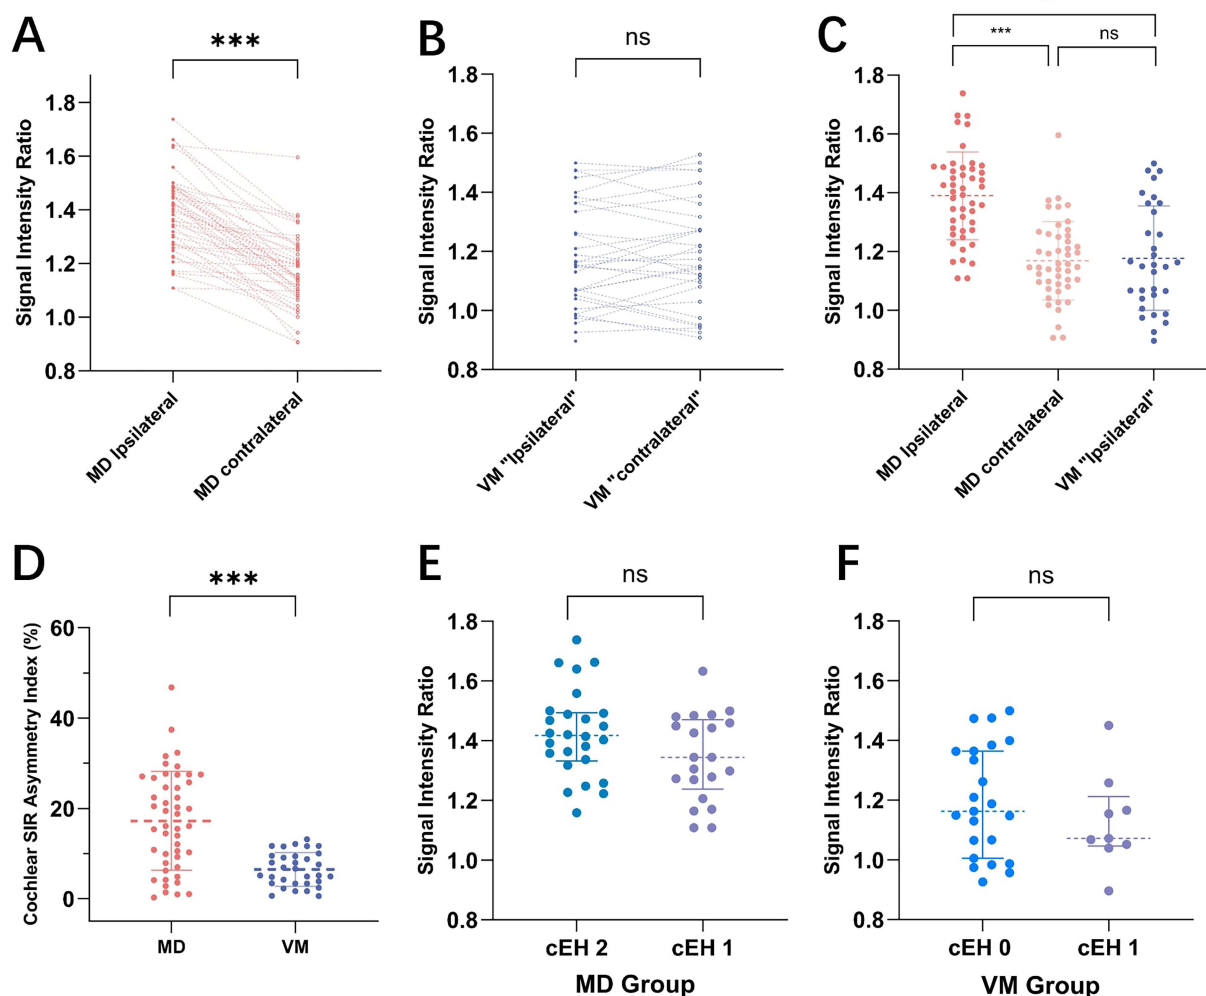 A
***
Signal Intensity Ratio
1.8
1.6
1.4
1.2
1.0
0.8
MD Ipsilateral
MD contralateral
B
ns
Signal Intensity Ratio
1.8
1.6
1.4
1.2
1.0
0.8
VM "Ipsilateral"
VM "contralateral"
C
***
ns
Signal Intensity Ratio
1.8
1.6
1.4
1.2
1.0
0.8
MD Ipsilateral
MD contralateral
VM "Ipsilateral"
D
***
Cochlear SIR Asymmetry Index (%)
60
40
20
0
MD
VM
E
ns
Signal Intensity Ratio
1.8
1.6
1.4
1.2
1.0
0.8
cEH 2
cEH 1
MD Group
F
ns
Signal Intensity Ratio
1.8
1.6
1.4
1.2
1.0
0.8
cEH 0
cEH 1
VM Group